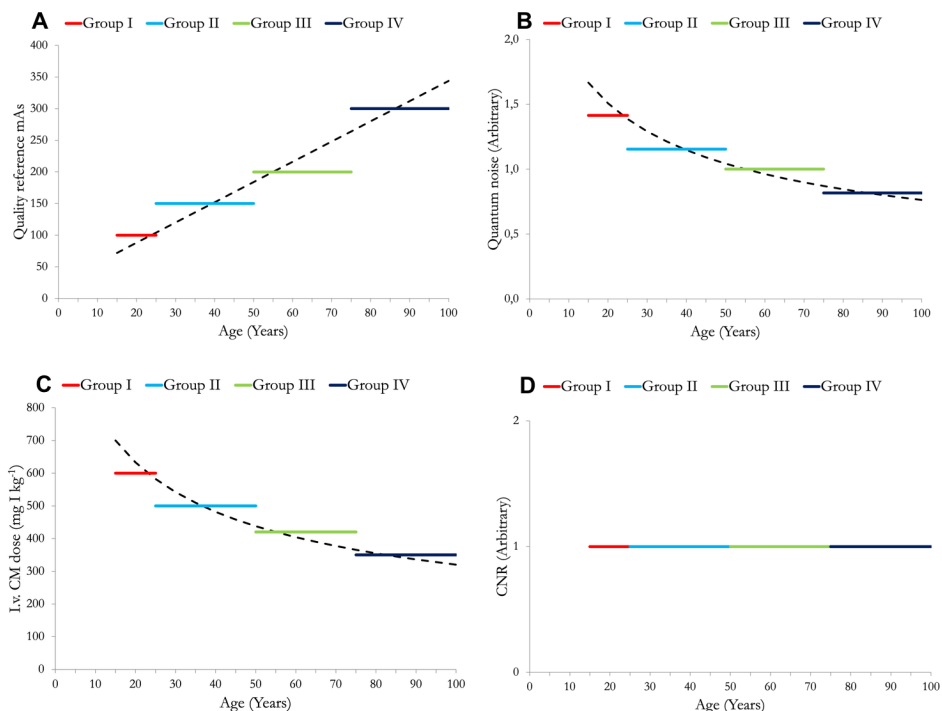 A
Group I Group II Group III Group IV
Quality reference mAs
400
350
300
250
200
150
100
50
0
0 10 20 30 40 50 60 70 80 90 100
Age (Years)
B
Group I Group II Group III Group IV
Quantum noise (Arbitrary)
2,0
1,5
1,0
0,5
0,0
0 10 20 30 40 50 60 70 80 90 100
Age (Years)
C
Group I Group II Group III Group IV
I.v. CM dose (mg I kg-1)
800
700
600
500
400
300
200
100
0
0 10 20 30 40 50 60 70 80 90 100
Age (Years)
D
Group I Group II Group III Group IV
CNR (Arbitrary)
2
1
0
0 10 20 30 40 50 60 70 80 90 100
Age (Years)